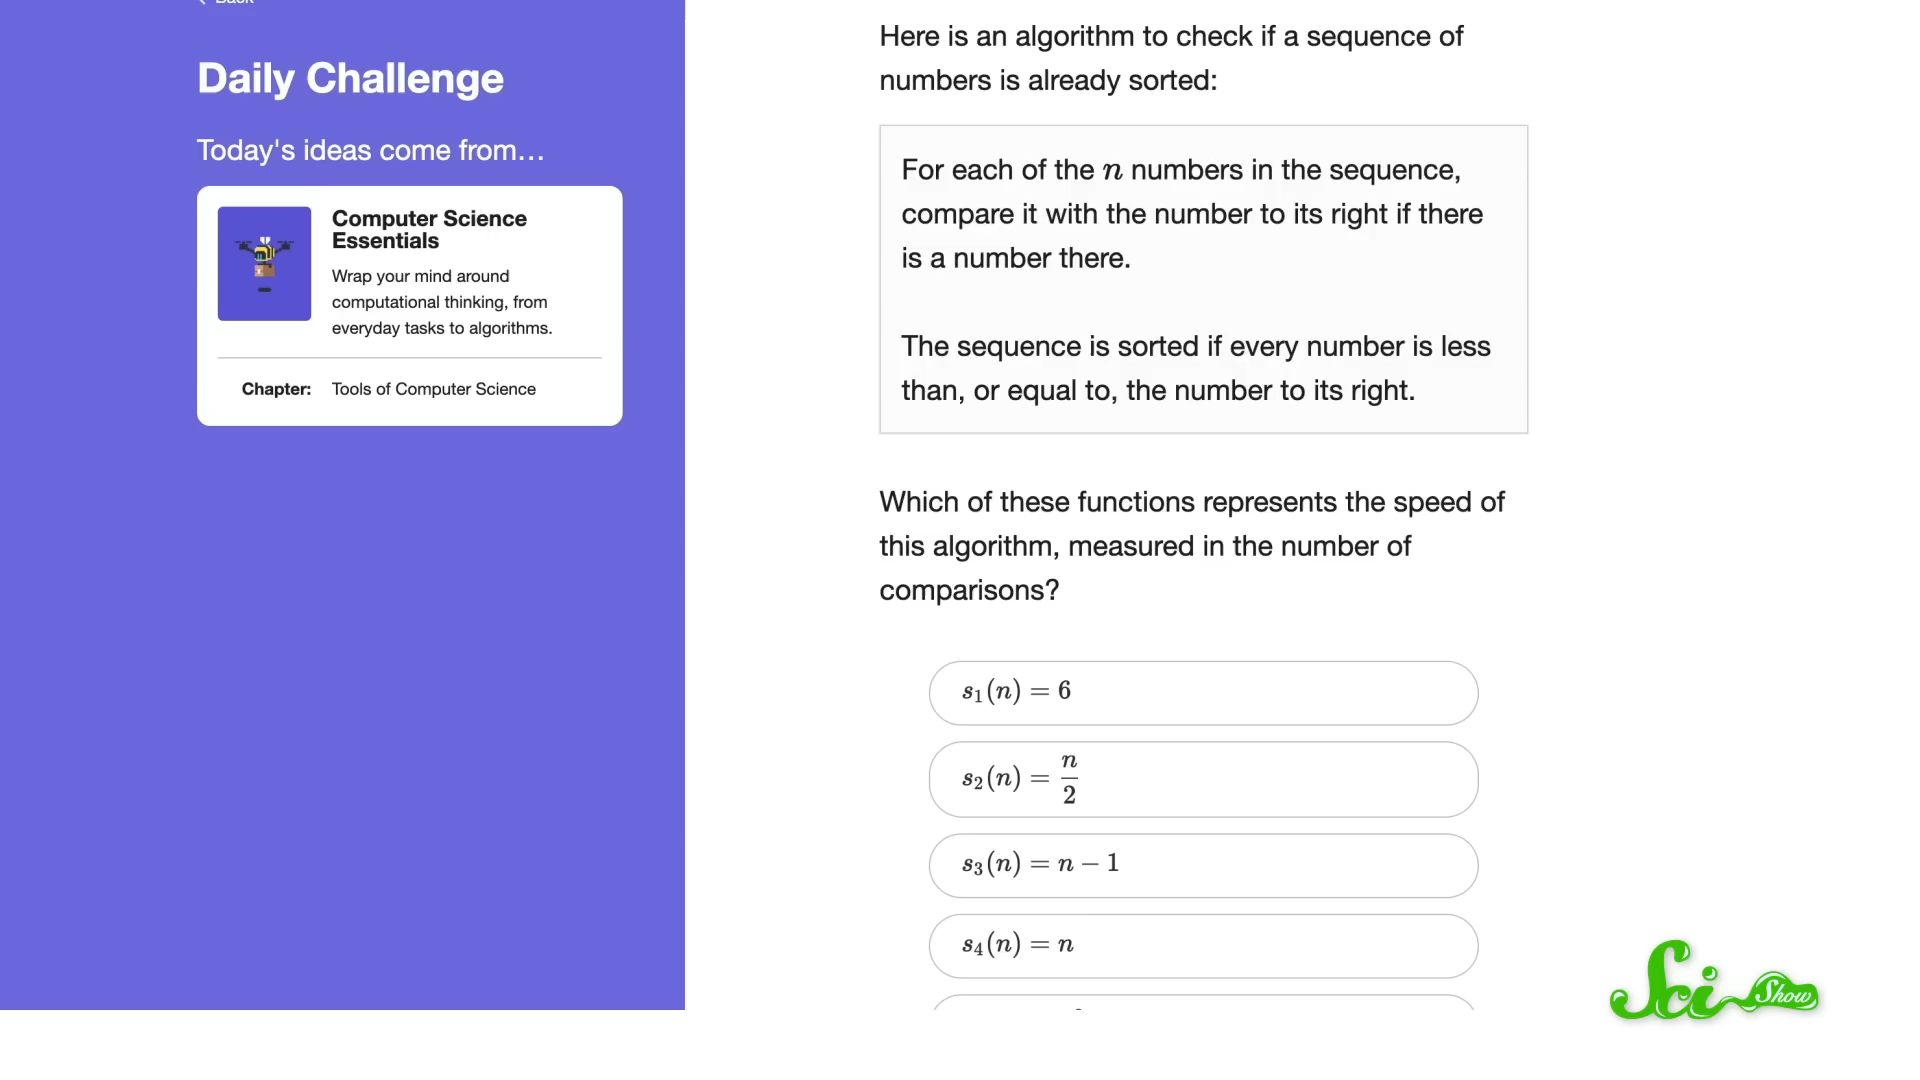 Back
Daily Challenge
Today's ideas come from…
Computer Science
Essentials
Wrap your mind around
computational thinking, from
everyday tasks to algorithms.
Chapter: Tools of Computer Science
Here is an algorithm to check if a sequence of
numbers is already sorted:
For each of the n numbers in the sequence,
compare it with the number to its right if there
is a number there.
The sequence is sorted if every number is less
than, or equal to, the number to its right.
Which of these functions represents the speed of
this algorithm, measured in the number of
comparisons?
s₁(n) = 6
s₂(n) = n/2
s₃(n) = n − 1
s₄(n) = n
Sci Show